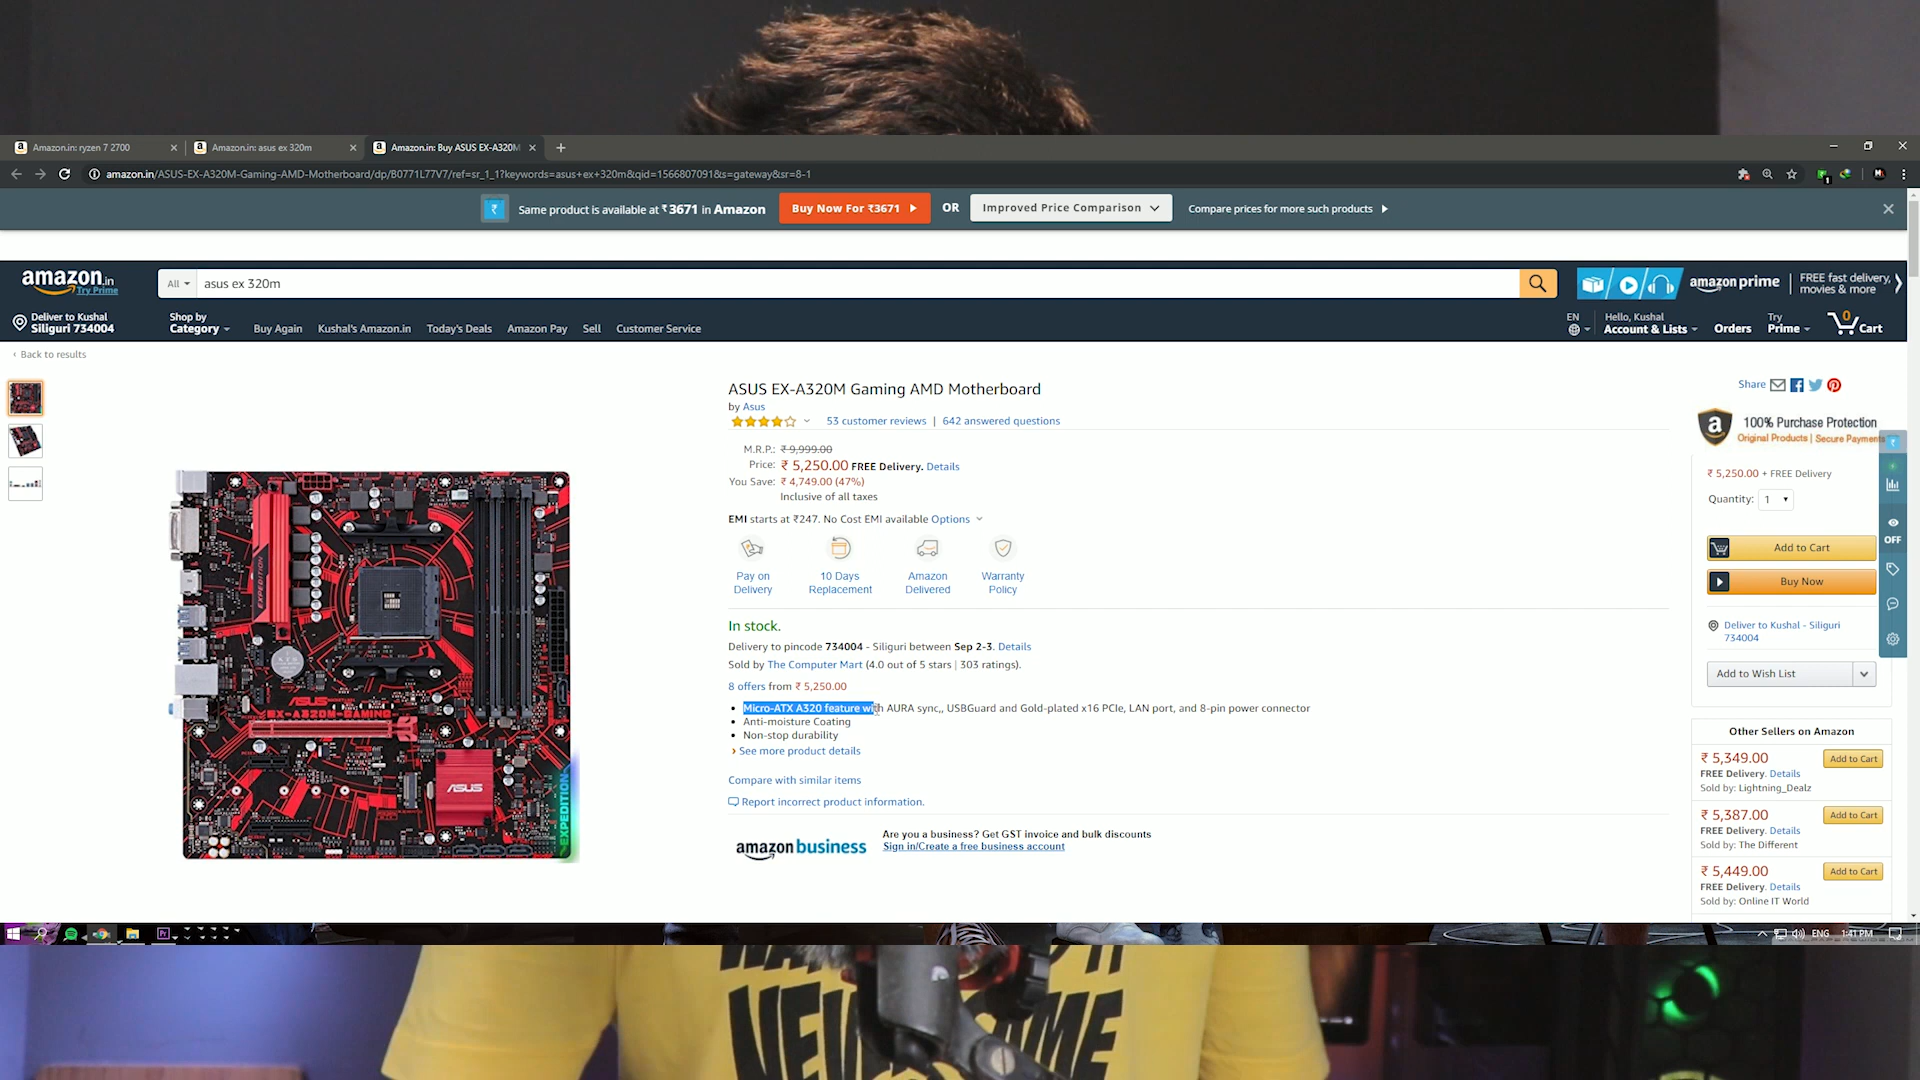 Amazon.in: ryzen 7 2700
Amazon.in: asus ex 320m
Amazon.in: Buy ASUS EX-A320M
amazon.in/ASUS-EX-A320M-Gaming-AMD-Motherboard/dp/B0771L77V7/ref=sr_1_1?keywords=asus+ex+320m&qid=1566807091&s=gateway&sr=8-1
Same product is available at ₹ 3671 in Amazon
Buy Now For ₹3671
OR
Improved Price Comparison
Compare prices for more such products
amazon.in
Try Prime
All
asus ex 320m
amazon prime
FREE fast delivery,
movies & more
Deliver to Kushal
Siliguri 734004
Shop by
Category
Buy Again
Kushal's Amazon.in
Today's Deals
Amazon Pay
Sell
Customer Service
EN
Hello, Kushal
Account & Lists
Orders
Try
Prime
0
Cart
‹ Back to results
ASUS EX-A320M Gaming AMD Motherboard
by Asus
53 customer reviews | 642 answered questions
M.R.P.: ₹ 9,999.00
Price: ₹ 5,250.00 FREE Delivery. Details
You Save: ₹ 4,749.00 (47%)
Inclusive of all taxes
EMI starts at ₹247. No Cost EMI available Options
Pay on
Delivery
10 Days
Replacement
Amazon
Delivered
Warranty
Policy
In stock.
Delivery to pincode 734004 - Siliguri between Sep 2-3. Details
Sold by The Computer Mart (4.0 out of 5 stars | 303 ratings).
8 offers from ₹ 5,250.00
Micro-ATX A320 feature with AURA sync,, USBGuard and Gold-plated x16 PCIe, LAN port, and 8-pin power connector
Anti-moisture Coating
Non-stop durability
› See more product details
Compare with similar items
Report incorrect product information.
amazon business
Are you a business? Get GST invoice and bulk discounts
Sign in/Create a free business account
EXPEDITION
ASUS
EX-A320M-GAMING
ASUS
EXPEDITION
Share
100% Purchase Protection
Original Products | Secure Payments
₹ 5,250.00 + FREE Delivery
Quantity: 1
OFF
Add to Cart
Buy Now
Deliver to Kushal - Siliguri
734004
Add to Wish List
Other Sellers on Amazon
₹ 5,349.00
Add to Cart
FREE Delivery. Details
Sold by: Lightning_Dealz
₹ 5,387.00
Add to Cart
FREE Delivery. Details
Sold by: The Different
₹ 5,449.00
Add to Cart
FREE Delivery. Details
Sold by: Online IT World
Pr
ENG
1:41 PM